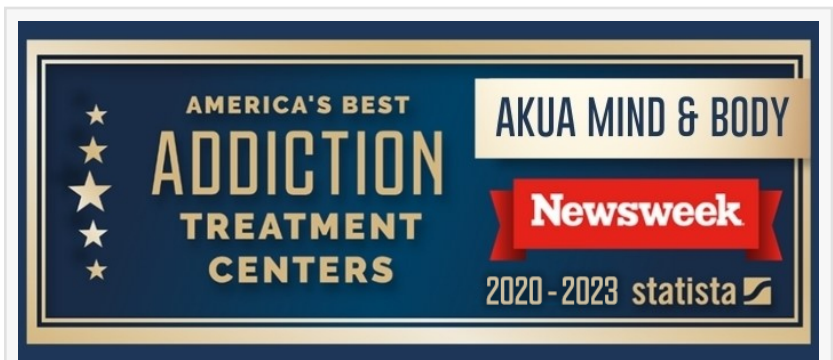 AMERICA'S BEST
ADDICTION
TREATMENT
CENTERS
AKUA MIND & BODY
Newsweek
2020-2023 statista